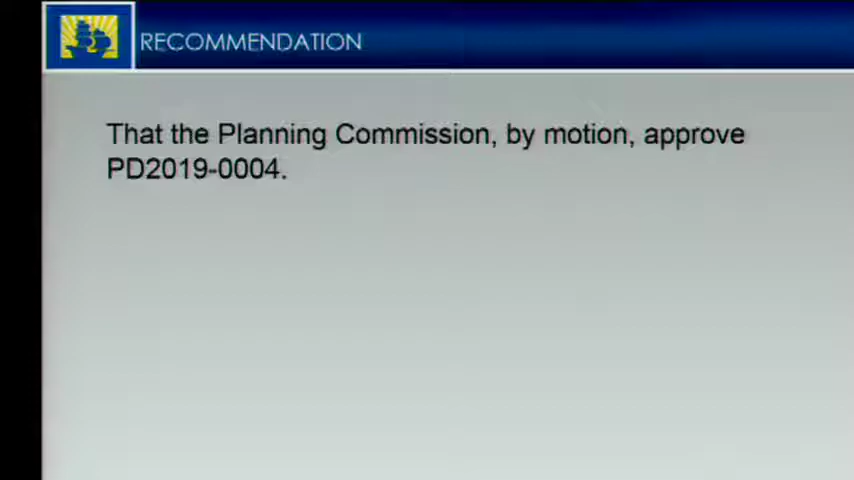 RECOMMENDATION
That the Planning Commission, by motion, approve
PD2019-0004.